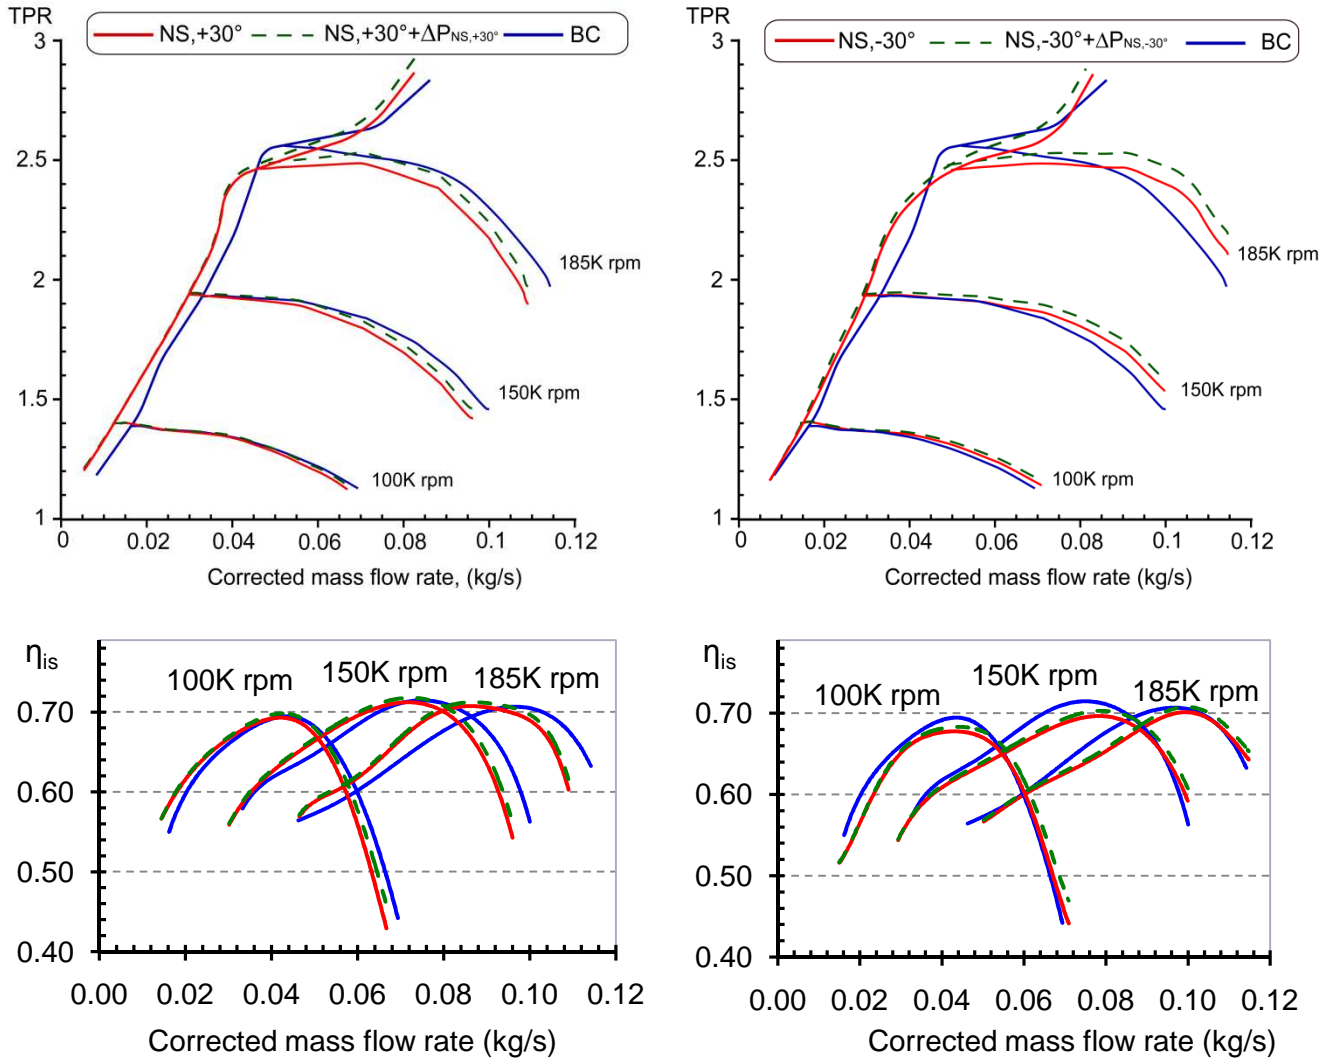 TPR
NS,+30° NS,+30°+ΔPNS,+30° BC
3
2.5
2
1.5
1
185K rpm
150K rpm
100K rpm
0 0.02 0.04 0.06 0.08 0.1 0.12
Corrected mass flow rate, (kg/s)
TPR
NS,-30° NS,-30°+ΔPNS,-30° BC
3
2.5
2
1.5
1
185K rpm
150K rpm
100K rpm
0 0.02 0.04 0.06 0.08 0.1 0.12
Corrected mass flow rate (kg/s)
ηis
100K rpm 150K rpm 185K rpm
0.70
0.60
0.50
0.40
0.00 0.02 0.04 0.06 0.08 0.10 0.12
Corrected mass flow rate (kg/s)
ηis
100K rpm 150K rpm 185K rpm
0.70
0.60
0.50
0.40
0.00 0.02 0.04 0.06 0.08 0.10 0.12
Corrected mass flow rate (kg/s)